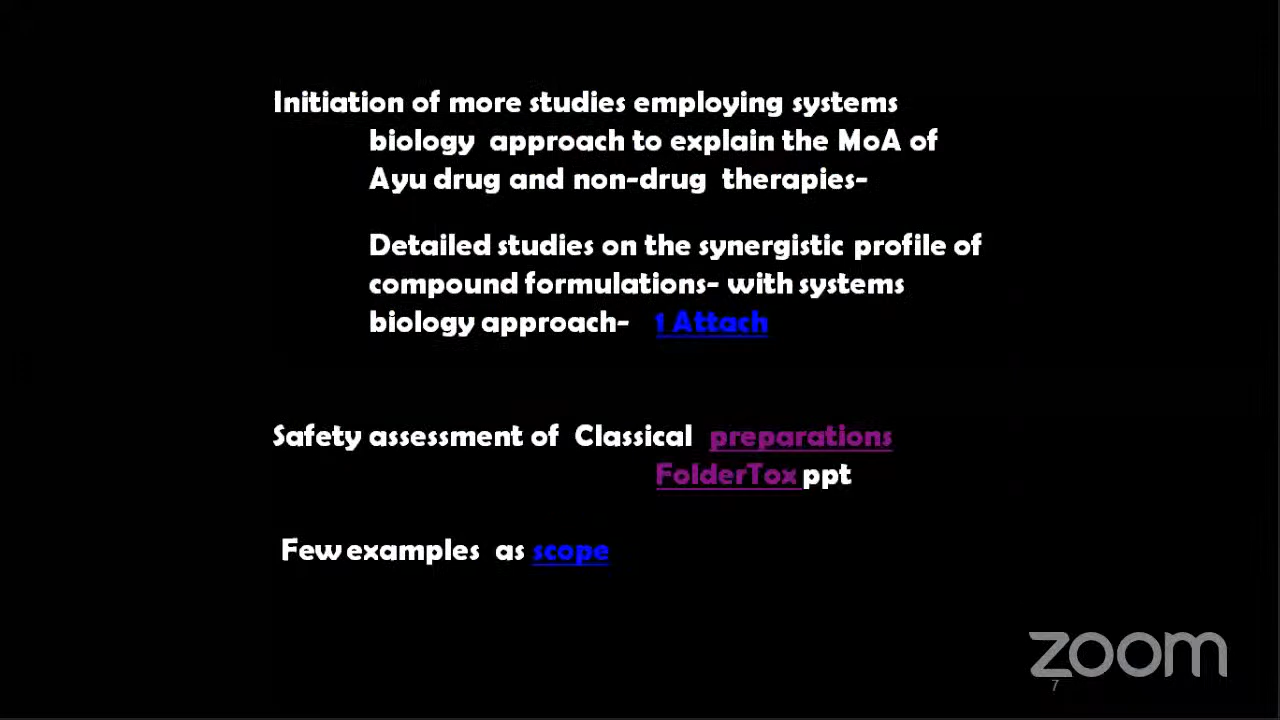 Initiation of more studies employing systems
biology approach to explain the MoA of
Ayu drug and non-drug therapies-
Detailed studies on the synergistic profile of
compound formulations- with systems
biology approach- 1 Attach
Safety assessment of Classical preparations
FolderTox ppt
Few examples as scope
zoom
7